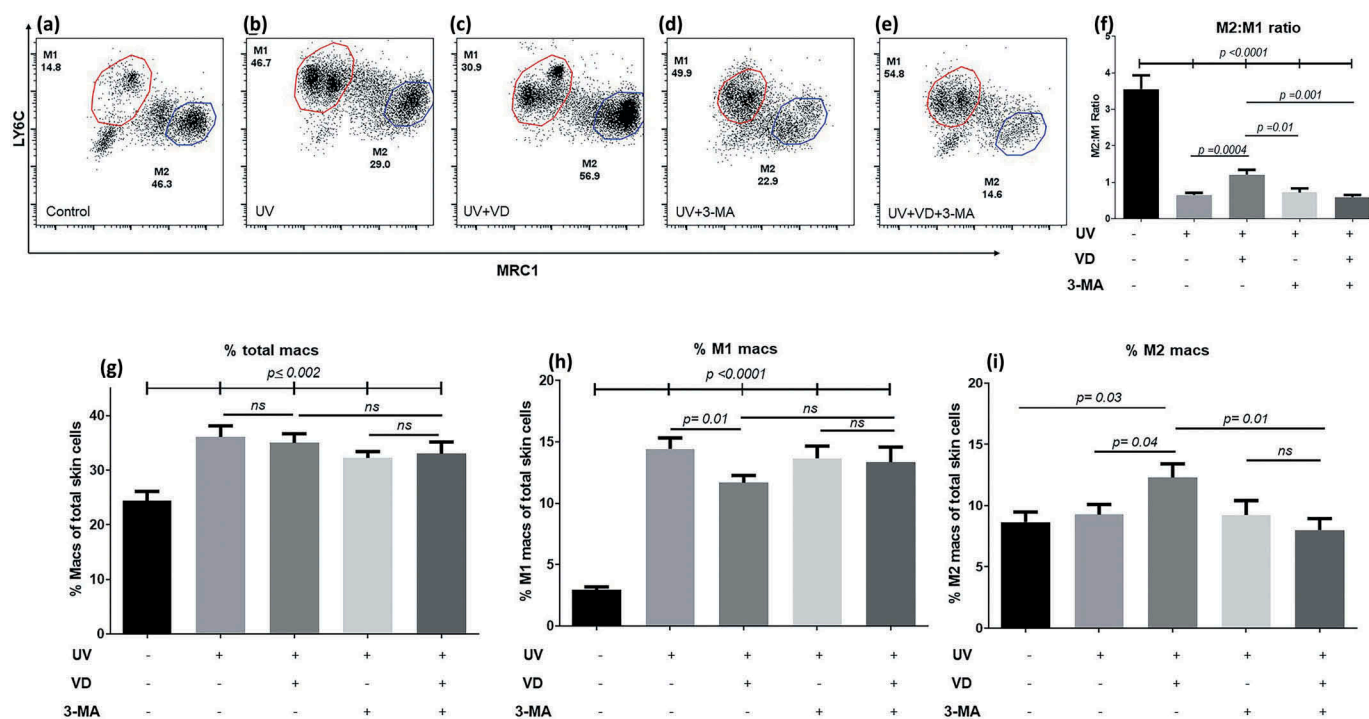 (a)
(b)
(c)
(d)
(e)
(f)
M1
14.8
M2
46.3
Control
M1
46.7
M2
29.0
UV
M1
30.9
M2
56.9
UV+VD
M1
49.9
M2
22.9
UV+3-MA
M1
54.8
M2
14.6
UV+VD+3-MA
LY6C
MRC1
M2:M1 ratio
p <0.0001
p =0.001
p =0.01
p =0.0004
M2:M1 Ratio
5
4
3
2
1
0
UV - + + + +
VD - - + - +
3-MA - - - + +
(g)
% total macs
p≤ 0.002
ns
ns
ns
% Macs of total skin cells
40
30
20
10
0
UV - + + + +
VD - - + - +
3-MA - - - + +
(h)
% M1 macs
p <0.0001
ns
p= 0.01
ns
% M1 macs of total skin cells
20
15
10
5
0
UV - + + + +
VD - - + - +
3-MA - - - + +
(i)
% M2 macs
p= 0.03
p= 0.01
p= 0.04
ns
% M2 macs of total skin cells
20
15
10
5
0
UV - + + + +
VD - - + - +
3-MA - - - + +